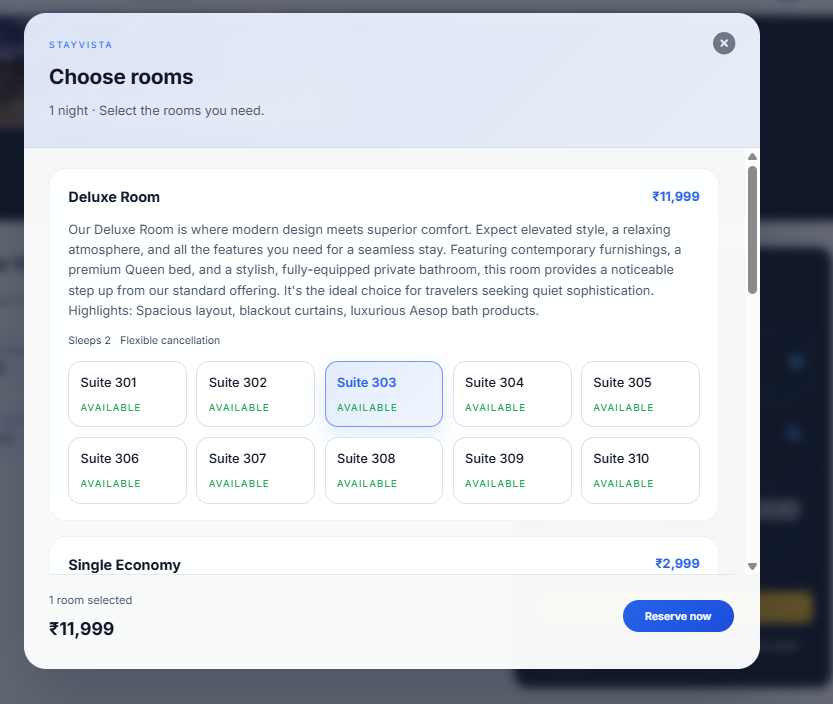 STAYVISTA
Choose rooms
1 night · Select the rooms you need.
Deluxe Room
₹11,999
Our Deluxe Room is where modern design meets superior comfort. Expect elevated style, a relaxing
atmosphere, and all the features you need for a seamless stay. Featuring contemporary furnishings, a
premium Queen bed, and a stylish, fully-equipped private bathroom, this room provides a noticeable
step up from our standard offering. It's the ideal choice for travelers seeking quiet sophistication.
Highlights: Spacious layout, blackout curtains, luxurious Aesop bath products.
Sleeps 2 Flexible cancellation
Suite 301
AVAILABLE
Suite 302
AVAILABLE
Suite 303
AVAILABLE
Suite 304
AVAILABLE
Suite 305
AVAILABLE
Suite 306
AVAILABLE
Suite 307
AVAILABLE
Suite 308
AVAILABLE
Suite 309
AVAILABLE
Suite 310
AVAILABLE
Single Economy
₹2,999
1 room selected
₹11,999
Reserve now